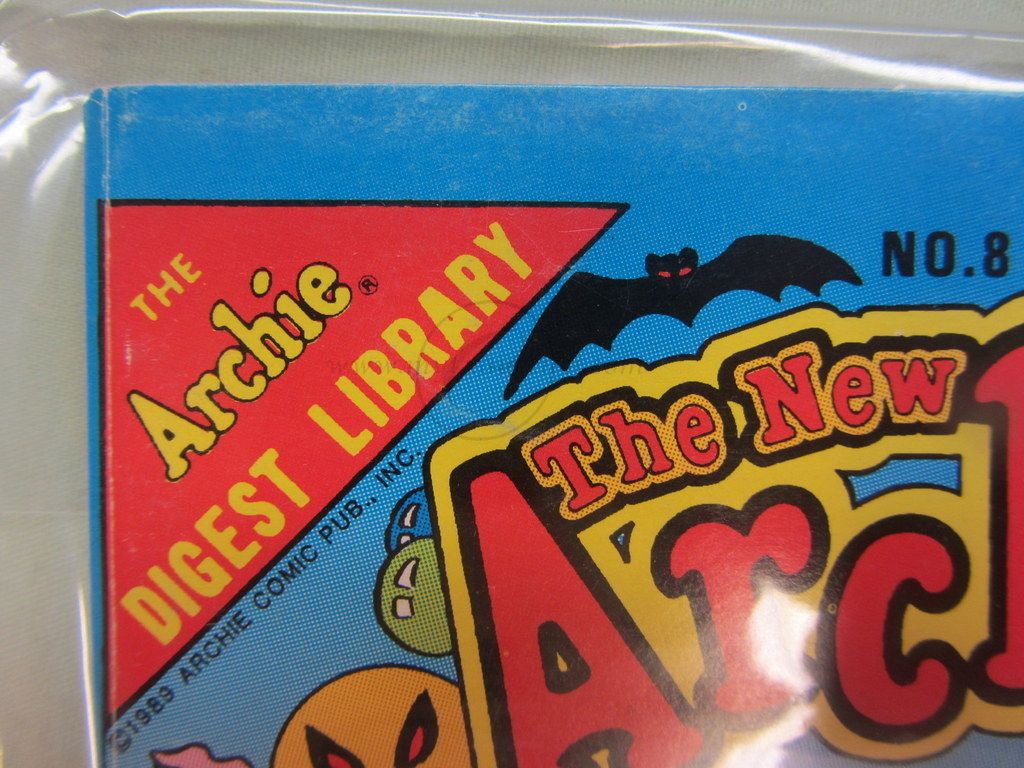 THE
Archie®
DIGEST LIBRARY
©1989 ARCHIE COMIC PUB., INC.
NO.8
The New
Arc